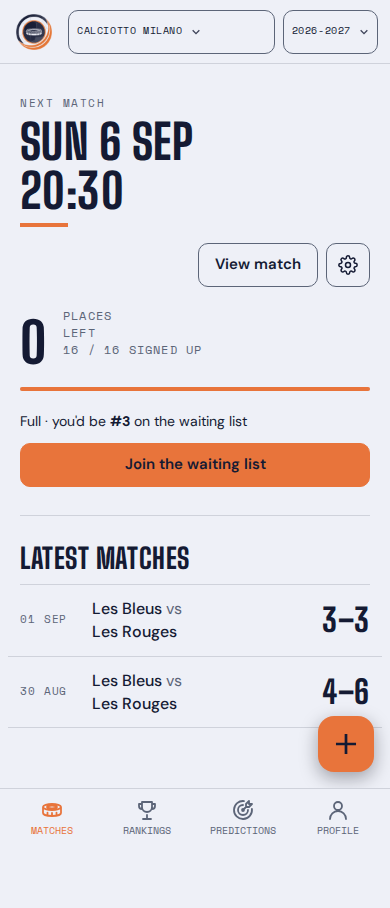 CALCIOTTO MILANO
2026-2027
NEXT MATCH
SUN 6 SEP
20:30
View match
0
PLACES
LEFT
16 / 16 SIGNED UP
Full · you'd be #3 on the waiting list
Join the waiting list
LATEST MATCHES
01 SEP
Les Bleus vs
Les Rouges
3–3
30 AUG
Les Bleus vs
Les Rouges
4–6
MATCHES
RANKINGS
PREDICTIONS
PROFILE